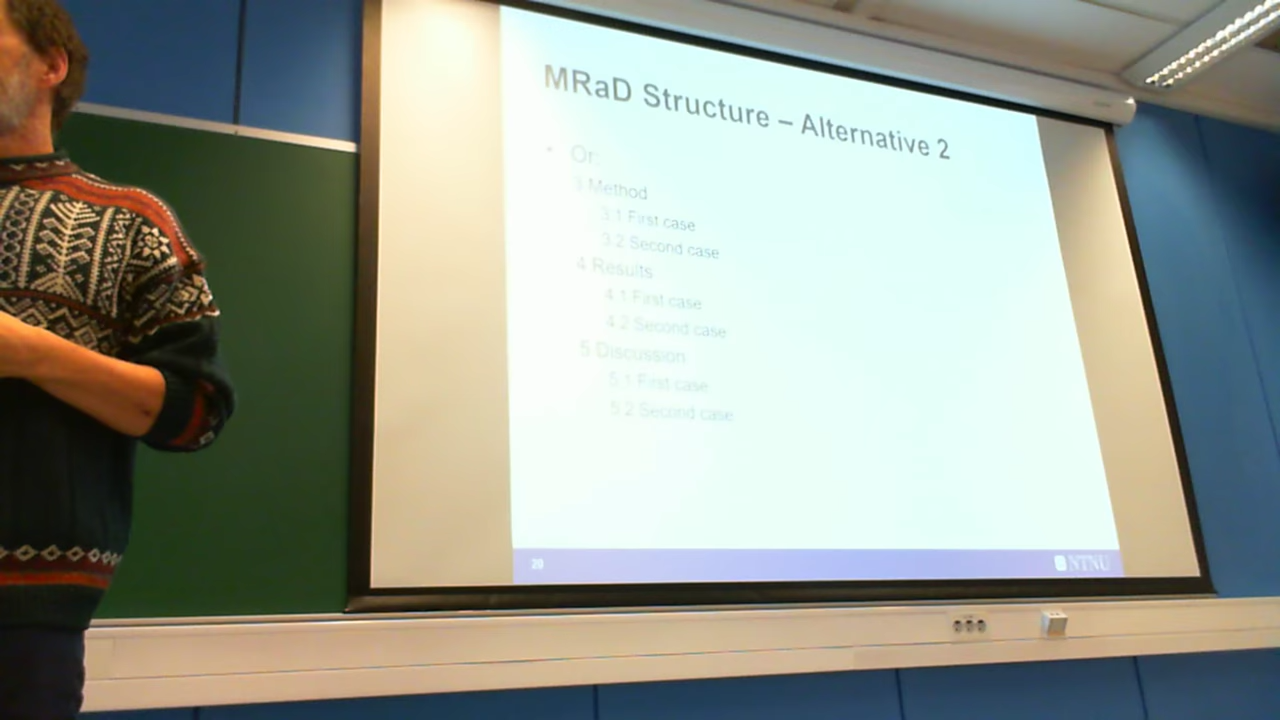 MRaD Structure – Alternative 2
• Or:
3 Method
3.1 First case
3.2 Second case
4 Results
4.1 First case
4.2 Second case
5 Discussion
5.1 First case
5.2 Second case
20
NTNU